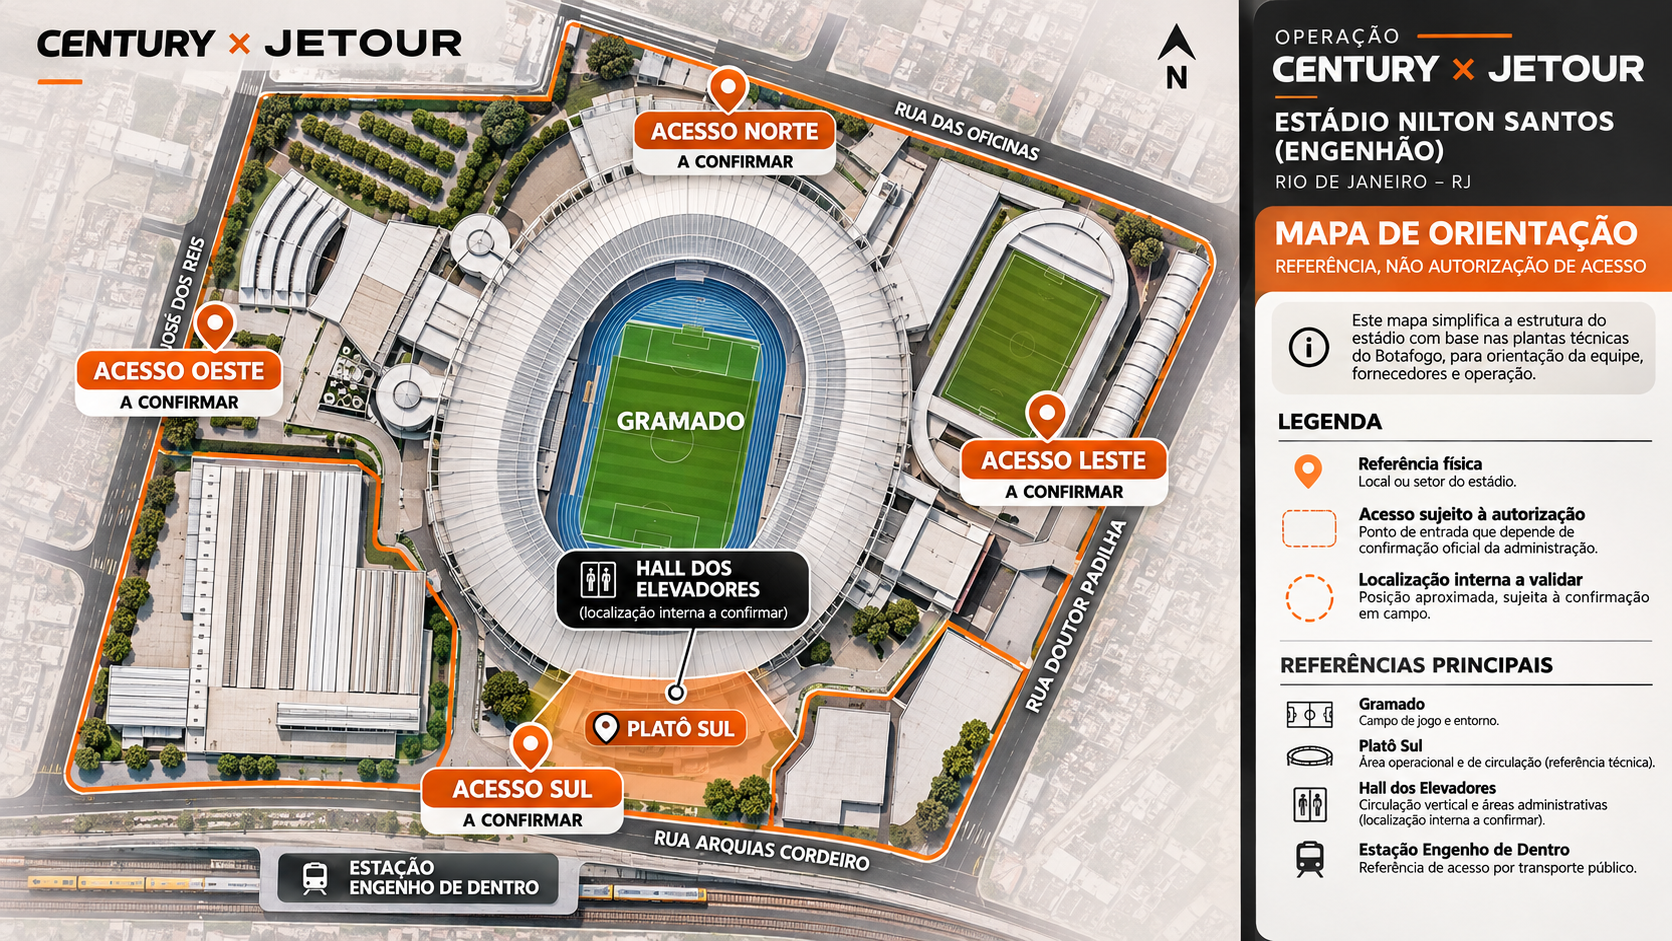 CENTURY × JETOUR
N
RUA DAS OFICINAS
ACESSO NORTE
A CONFIRMAR
JOSÉ DOS REIS
ACESSO OESTE
A CONFIRMAR
GRAMADO
ACESSO LESTE
A CONFIRMAR
RUA DOUTOR PADILHA
HALL DOS
ELEVADORES
(localização interna a confirmar)
PLATÔ SUL
ACESSO SUL
A CONFIRMAR
RUA ARQUIAS CORDEIRO
ESTAÇÃO
ENGENHO DE DENTRO
OPERAÇÃO
CENTURY × JETOUR
ESTÁDIO NILTON SANTOS
(ENGENHÃO)
RIO DE JANEIRO – RJ
MAPA DE ORIENTAÇÃO
REFERÊNCIA, NÃO AUTORIZAÇÃO DE ACESSO
Este mapa simplifica a estrutura do
estádio com base nas plantas técnicas
do Botafogo, para orientação da equipe,
fornecedores e operação.
LEGENDA
Referência física
Local ou setor do estádio.
Acesso sujeito à autorização
Ponto de entrada que depende de
confirmação oficial da administração.
Localização interna a validar
Posição aproximada, sujeita à confirmação
em campo.
REFERÊNCIAS PRINCIPAIS
Gramado
Campo de jogo e entorno.
Platô Sul
Área operacional e de circulação (referência técnica).
Hall dos Elevadores
Circulação vertical e áreas administrativas
(localização interna a confirmar).
Estação Engenho de Dentro
Referência de acesso por transporte público.